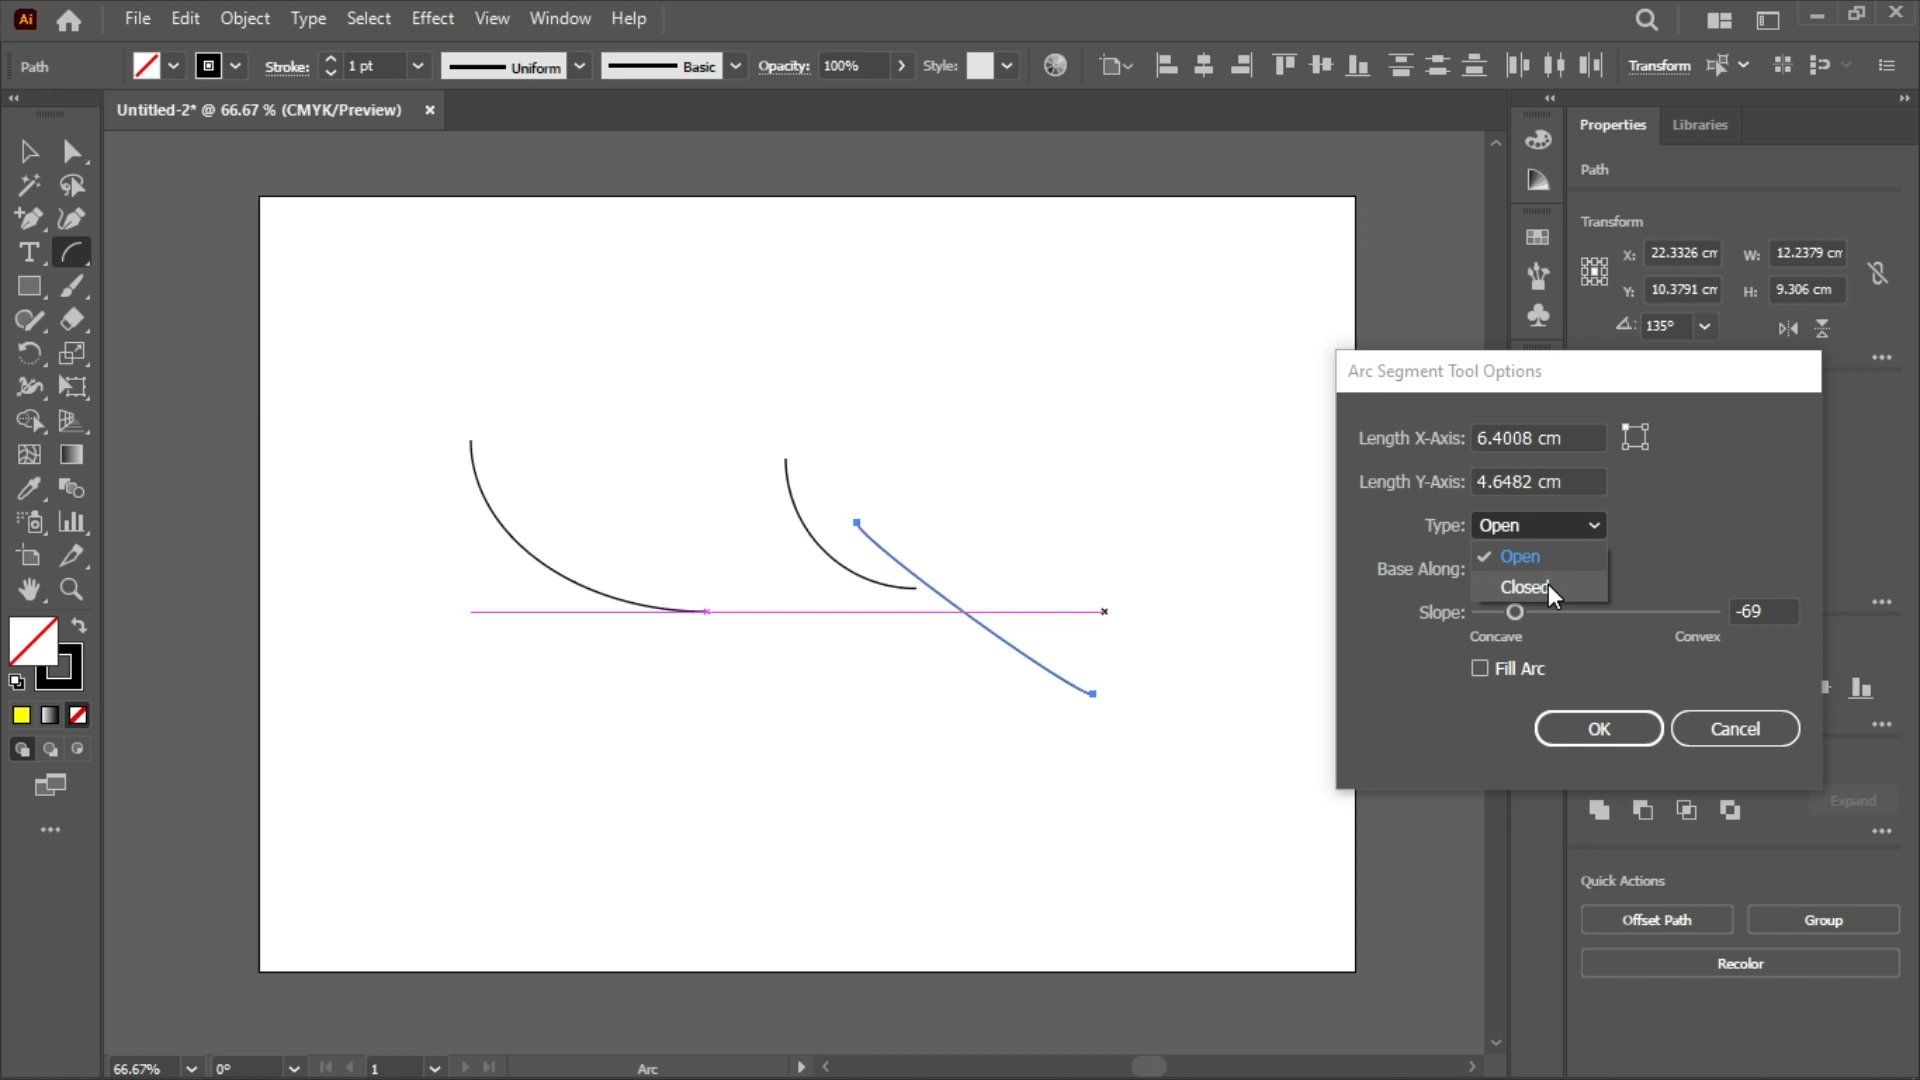 Ai File Edit Object Type Select Effect View Window Help
Path Stroke: 1 pt Uniform Basic Opacity: 100% Style: Transform
Untitled-2* @ 66.67 % (CMYK/Preview)
Properties Libraries
Path
Transform
X: 22.3326 cm W: 12.2379 cm
Y: 10.3791 cm H: 9.306 cm
135°
Arc Segment Tool Options
Length X-Axis: 6.4008 cm
Length Y-Axis: 4.6482 cm
Type: Open
Open
Base Along:
Closed
Slope: -69
Concave Convex
Fill Arc
OK Cancel
Expand
Quick Actions
Offset Path Group
Recolor
66.67% 0° 1 Arc